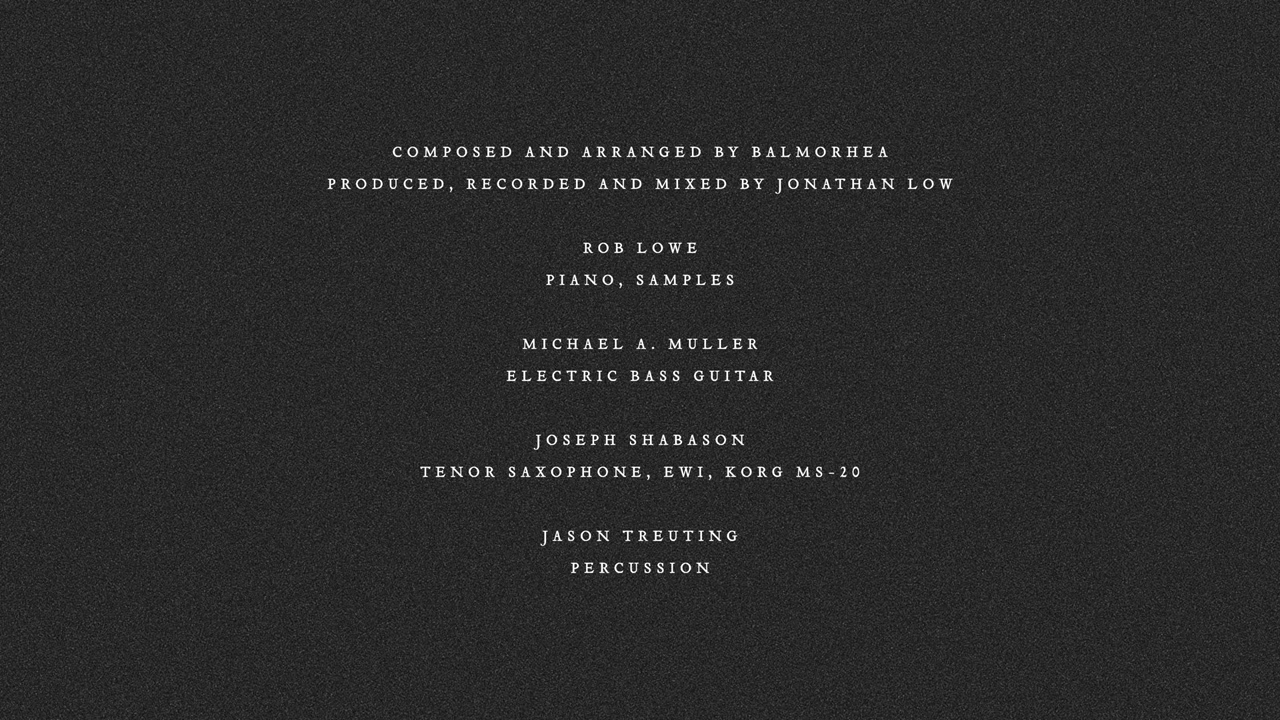 COMPOSED AND ARRANGED BY BALMORHEA
PRODUCED, RECORDED AND MIXED BY JONATHAN LOW
ROB LOWE
PIANO, SAMPLES
MICHAEL A. MULLER
ELECTRIC BASS GUITAR
JOSEPH SHABASON
TENOR SAXOPHONE, EWI, KORG MS-20
JASON TREUTING
PERCUSSION